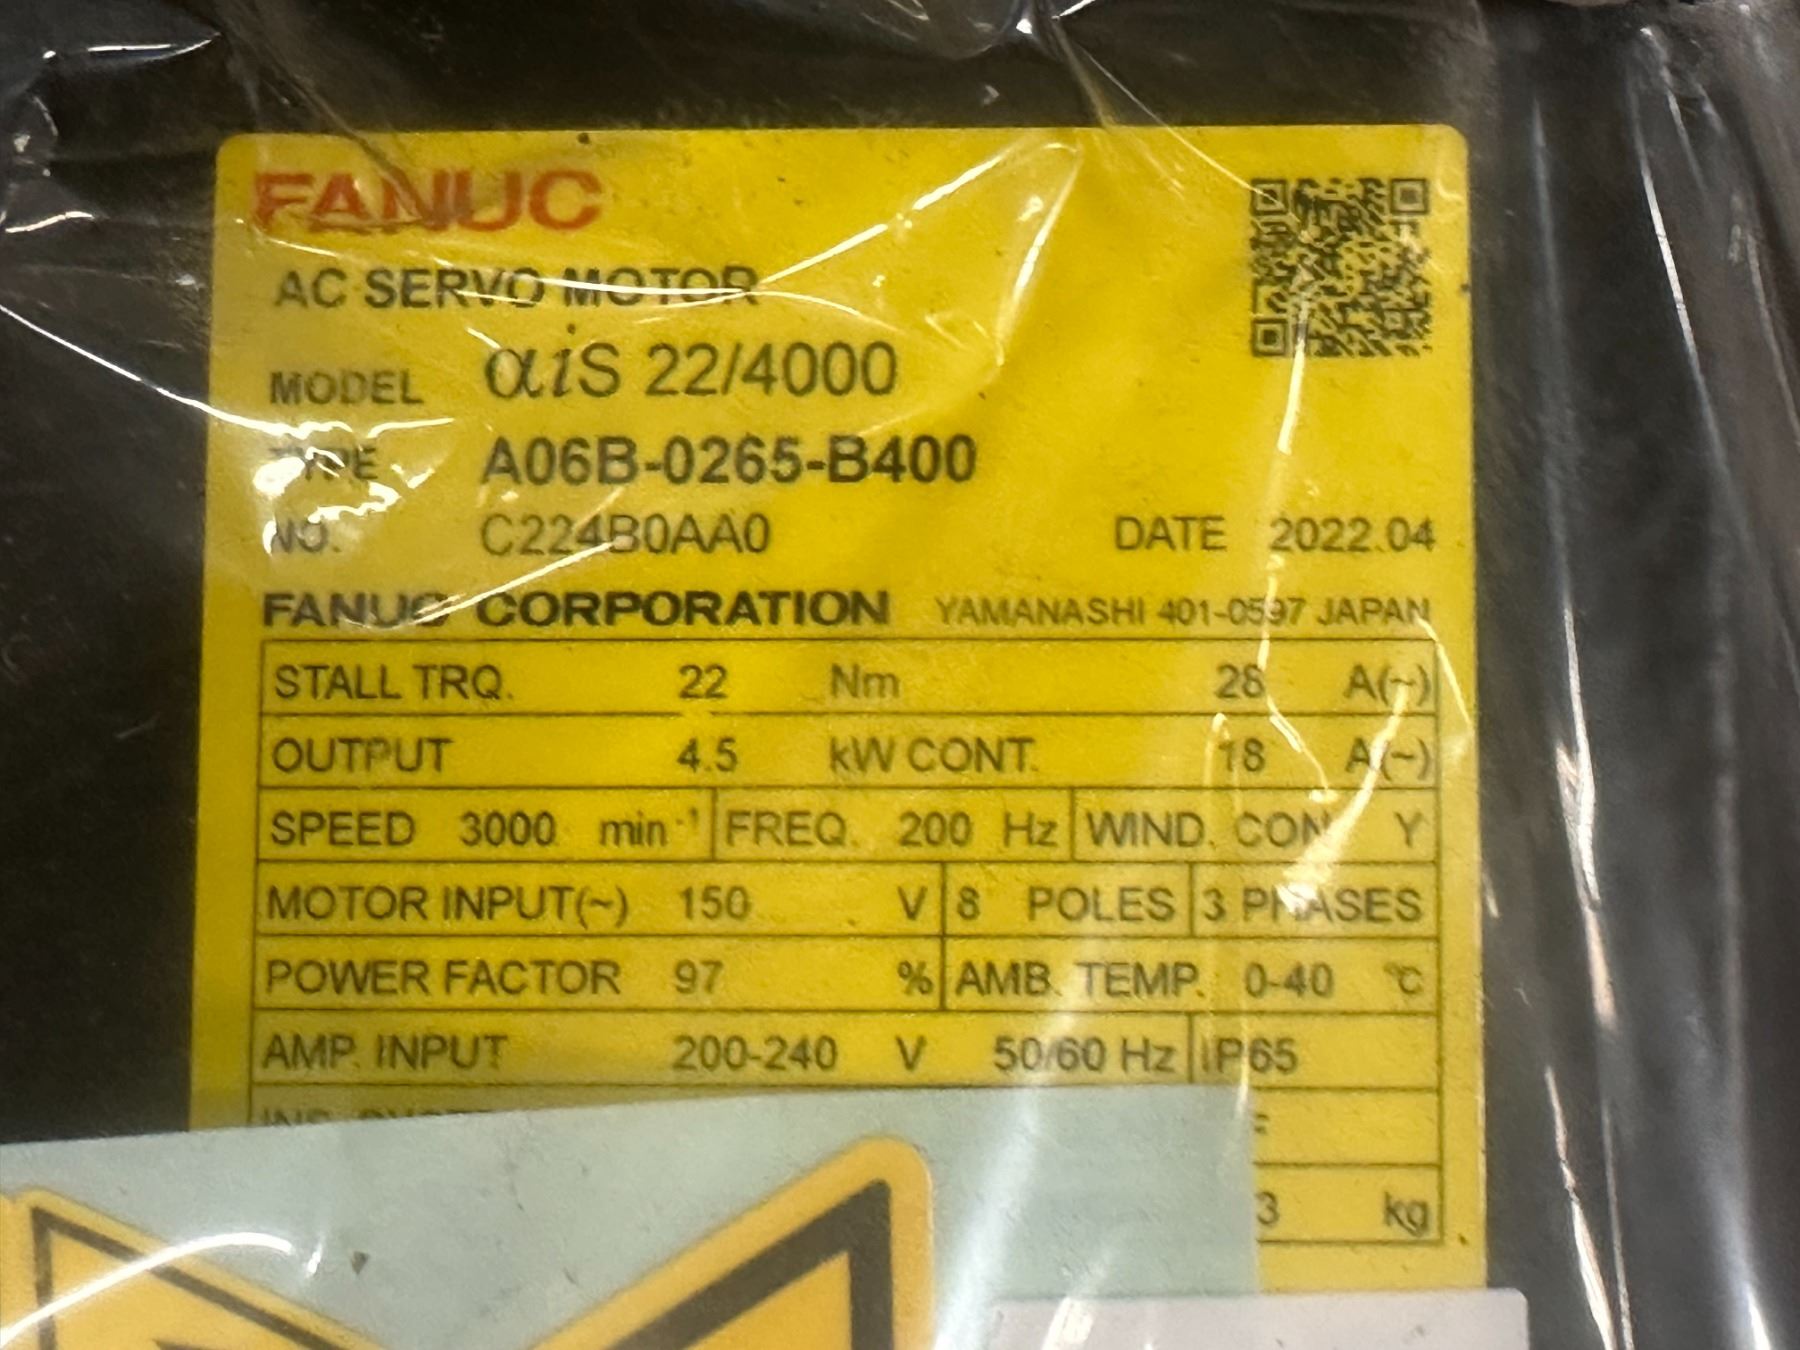 FANUC
AC SERVO MOTOR
MODEL αiS 22/4000
TYPE A06B-0265-B400
NO. C224B0AA0 DATE 2022.04
FANUC CORPORATION YAMANASHI 401-0597 JAPAN
STALL TRQ. 22 Nm 28 A(~)
OUTPUT 4.5 kW CONT. 18 A(~)
SPEED 3000 min⁻¹ FREQ. 200 Hz WIND. CON. Y
MOTOR INPUT(~) 150 V 8 POLES 3 PHASES
POWER FACTOR 97 % AMB. TEMP. 0-40 °C
AMP. INPUT 200-240 V 50/60 Hz IP65
F
3 kg